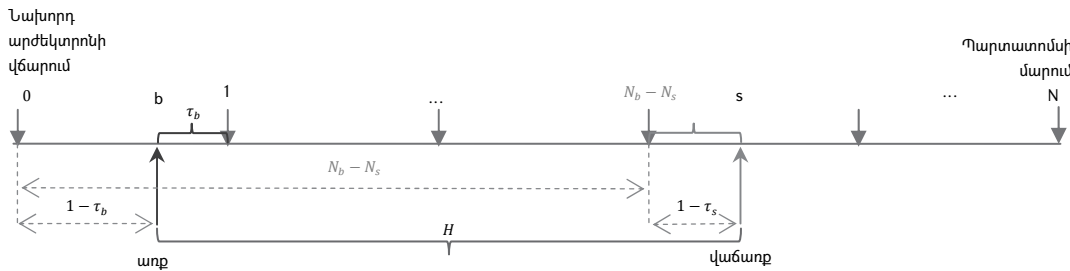 Նախորդ
արժեկտրոնի
վճարում
Պարտատոմսի
մարում
0
b
1
...
N_b − N_s
s
...
N
τ_b
N_b − N_s
1 − τ_b
1 − τ_s
H
առք
վաճառք